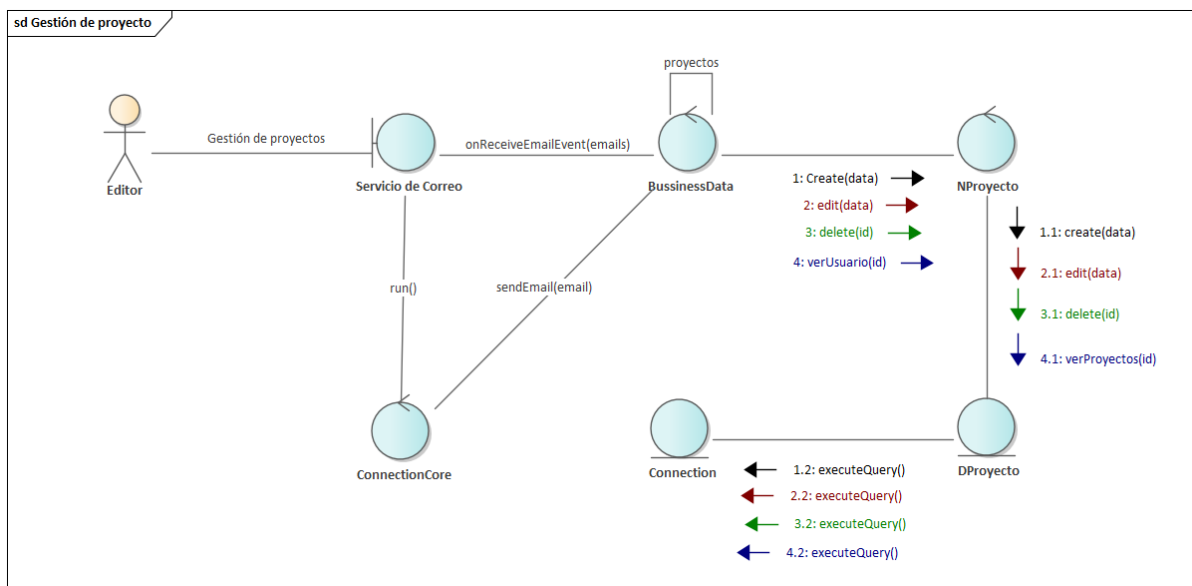 sd Gestión de proyecto
proyectos
Gestión de proyectos
onReceiveEmailEvent(emails)
Editor
Servicio de Correo
BussinessData
NProyecto
1: Create(data)
2: edit(data)
3: delete(id)
4: verUsuario(id)
1.1: create(data)
2.1: edit(data)
3.1: delete(id)
4.1: verProyectos(id)
run()
sendEmail(email)
ConnectionCore
Connection
DProyecto
1.2: executeQuery()
2.2: executeQuery()
3.2: executeQuery()
4.2: executeQuery()